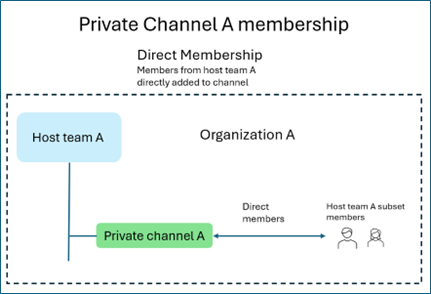 Private Channel A membership
Direct Membership
Members from host team A
directly added to channel
Host team A
Organization A
Private channel A
Direct
members
Host team A subset
members